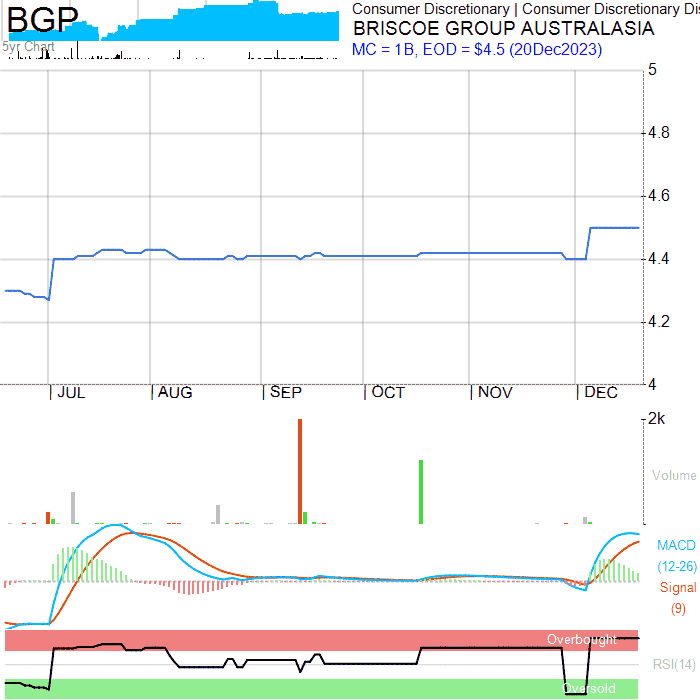 BGP
5yr Chart
Consumer Discretionary | Consumer Discretionary Dis
BRISCOE GROUP AUSTRALASIA
MC = 1B, EOD = $4.5 (20Dec2023)
5
4.8
4.6
4.4
4.2
4
JUL AUG SEP OCT NOV DEC
2k
Volume
MACD
(12-26)
Signal
(9)
Overbought
RSI(14)
Oversold